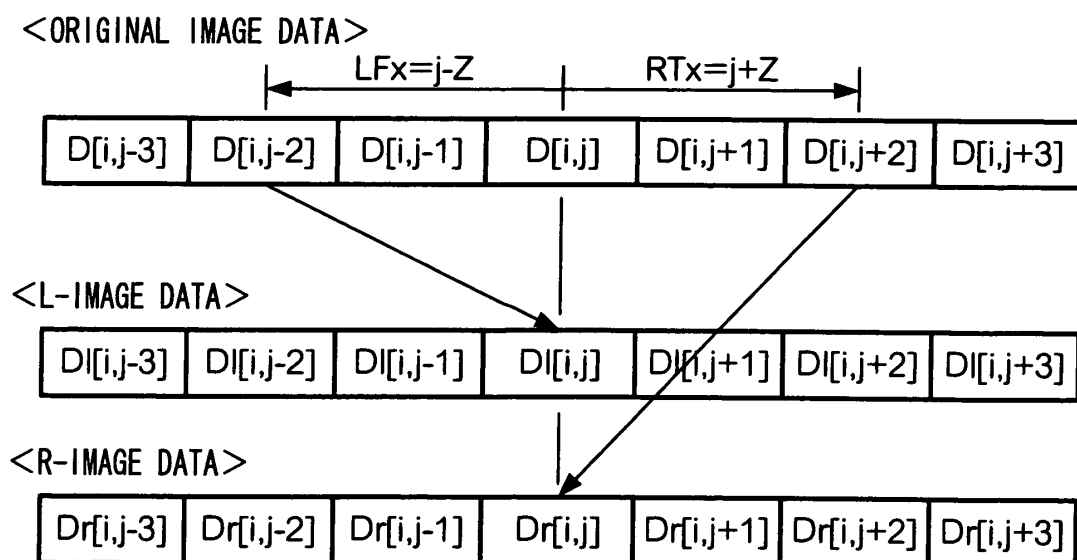 <ORIGINAL IMAGE DATA>
LFx=j-Z RTx=j+Z
D[i,j-3] D[i,j-2] D[i,j-1] D[i,j] D[i,j+1] D[i,j+2] D[i,j+3]
<L-IMAGE DATA>
Dl[i,j-3] Dl[i,j-2] Dl[i,j-1] Dl[i,j] Dl[i,j+1] Dl[i,j+2] Dl[i,j+3]
<R-IMAGE DATA>
Dr[i,j-3] Dr[i,j-2] Dr[i,j-1] Dr[i,j] Dr[i,j+1] Dr[i,j+2] Dr[i,j+3]